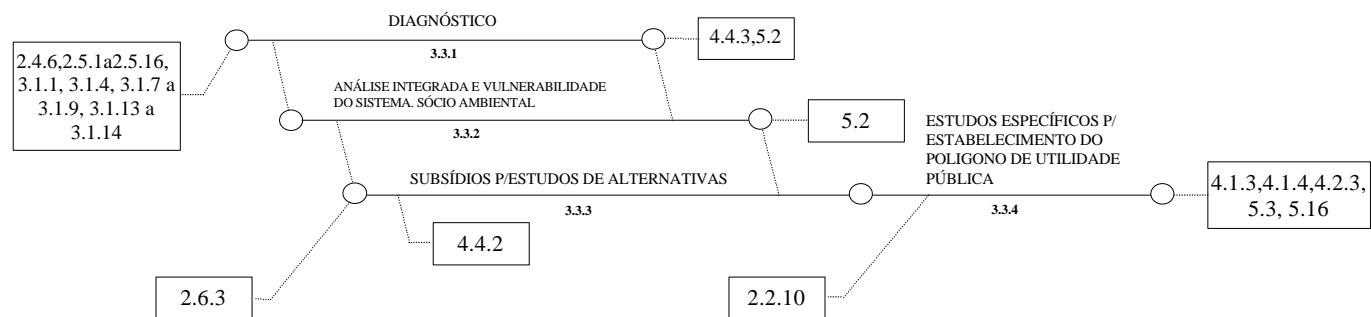 DIAGNÓSTICO
3.3.1
2.4.6,2.5.1a2.5.16,
3.1.1, 3.1.4, 3.1.7 a
3.1.9, 3.1.13 a
3.1.14
4.4.3,5.2
ANÁLISE INTEGRADA E VULNERABILIDADE
DO SISTEMA. SÓCIO AMBIENTAL
3.3.2
5.2
SUBSÍDIOS P/ESTUDOS DE ALTERNATIVAS
3.3.3
ESTUDOS ESPECÍFICOS P/
ESTABELECIMENTO DO
POLIGONO DE UTILIDADE
PÚBLICA
3.3.4
4.1.3,4.1.4,4.2.3,
5.3, 5.16
4.4.2
2.6.3
2.2.10